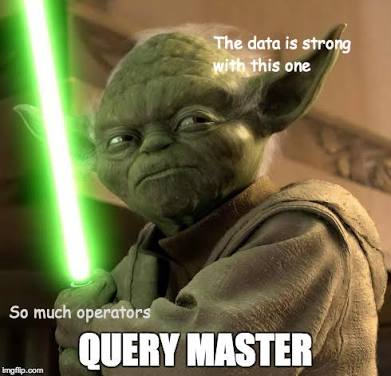 The data is strong
with this one
So much operators
QUERY MASTER
imgflip.com